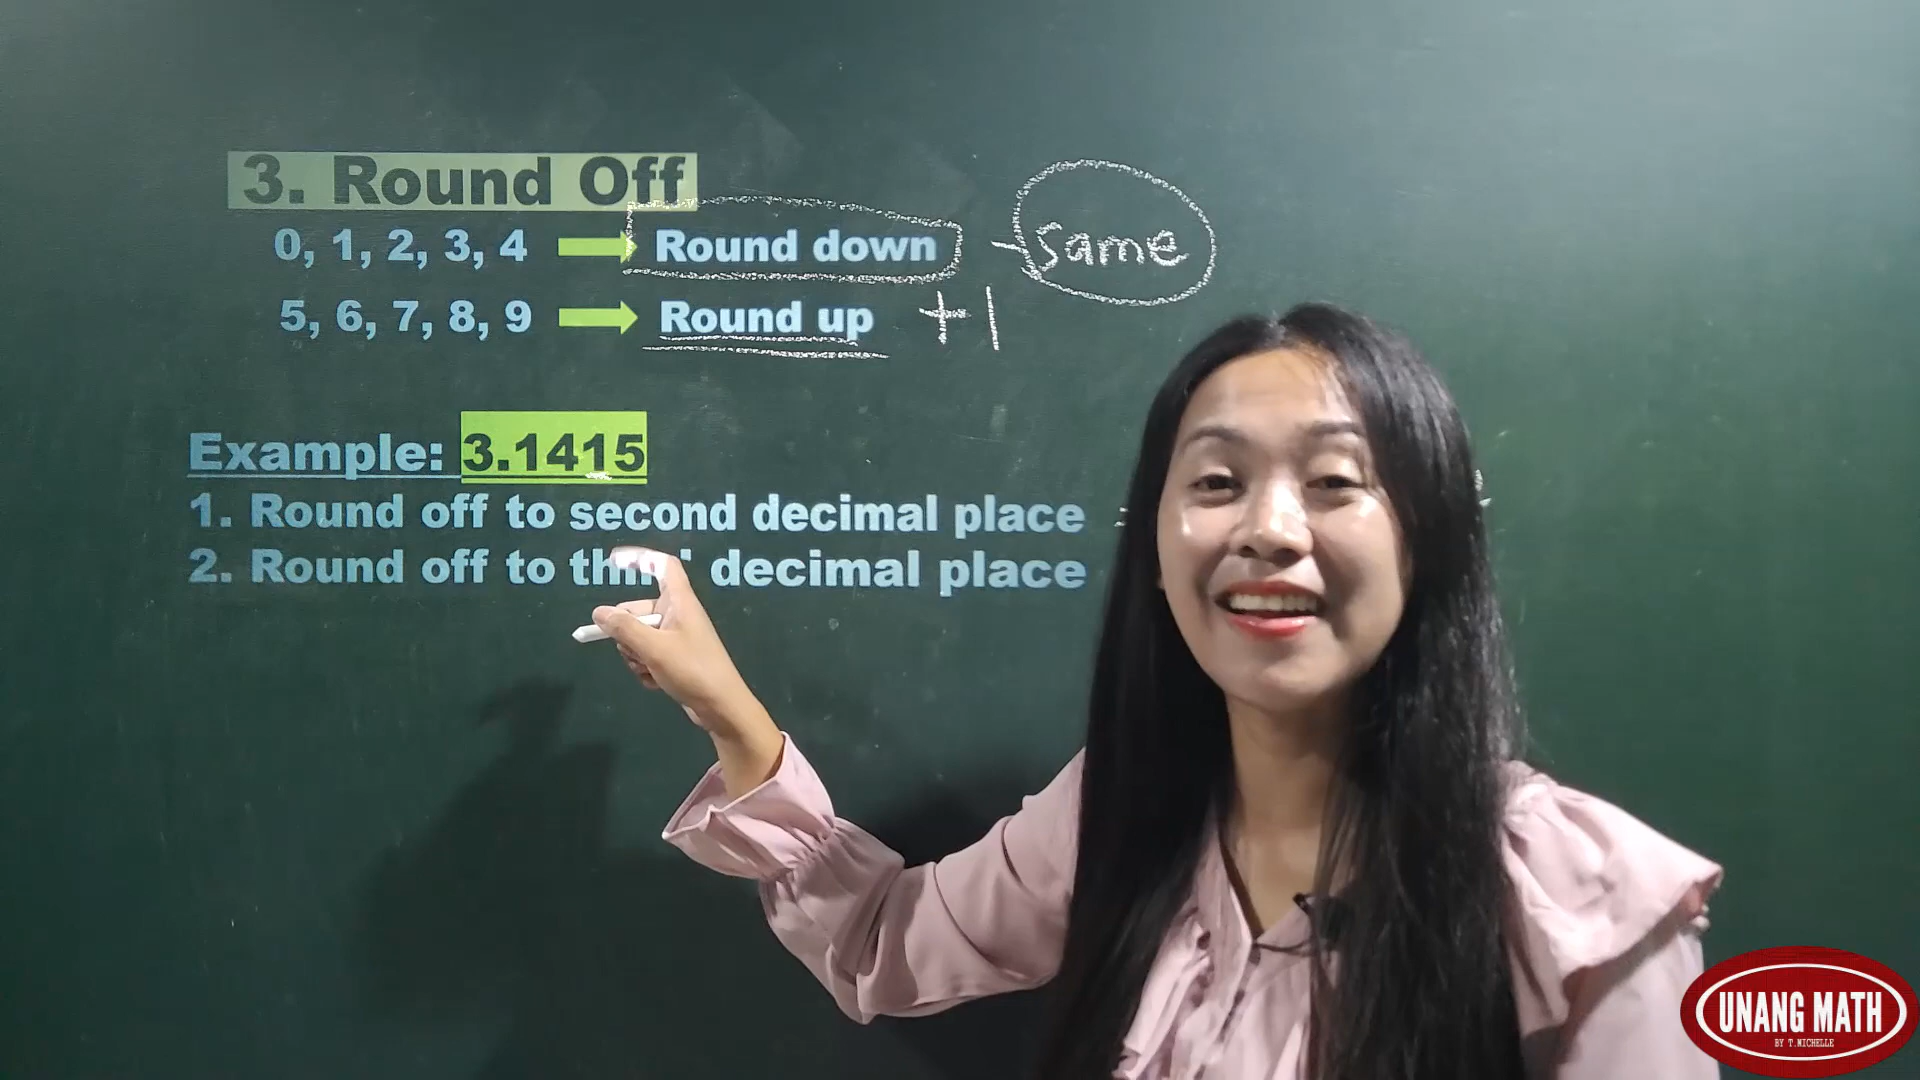 3. Round Off
0, 1, 2, 3, 4 Round down - same
5, 6, 7, 8, 9 Round up +1
Example: 3.1415
1. Round off to second decimal place
2. Round off to decimal place
UNANG MATH
BY T.MICHELLE